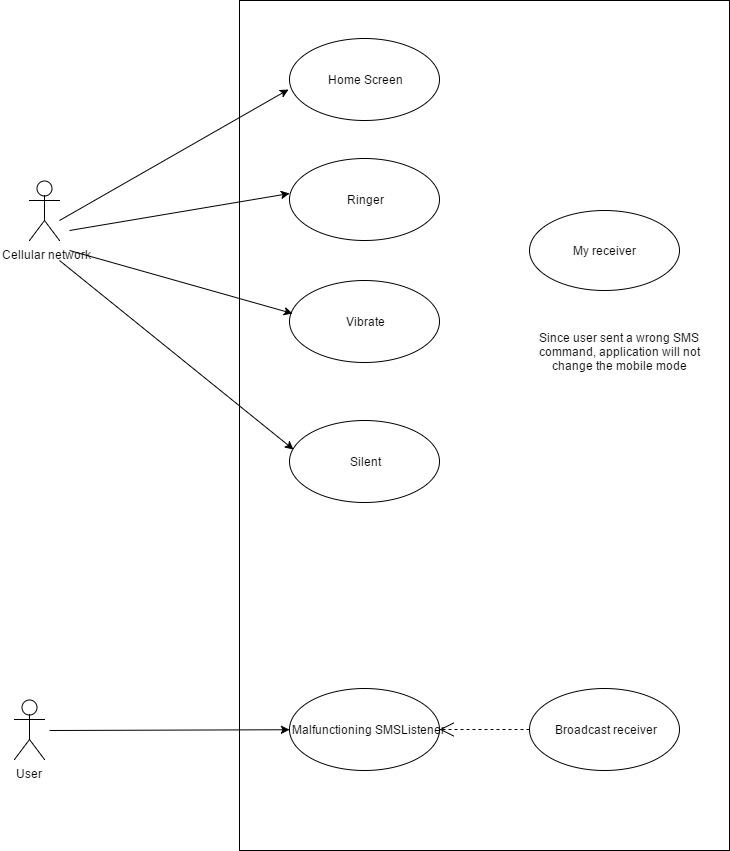 Home Screen
Ringer
Cellular network
My receiver
Vibrate
Since user sent a wrong SMS
command, application will not
change the mobile mode
Silent
Malfunctioning SMSListener
Broadcast receiver
User